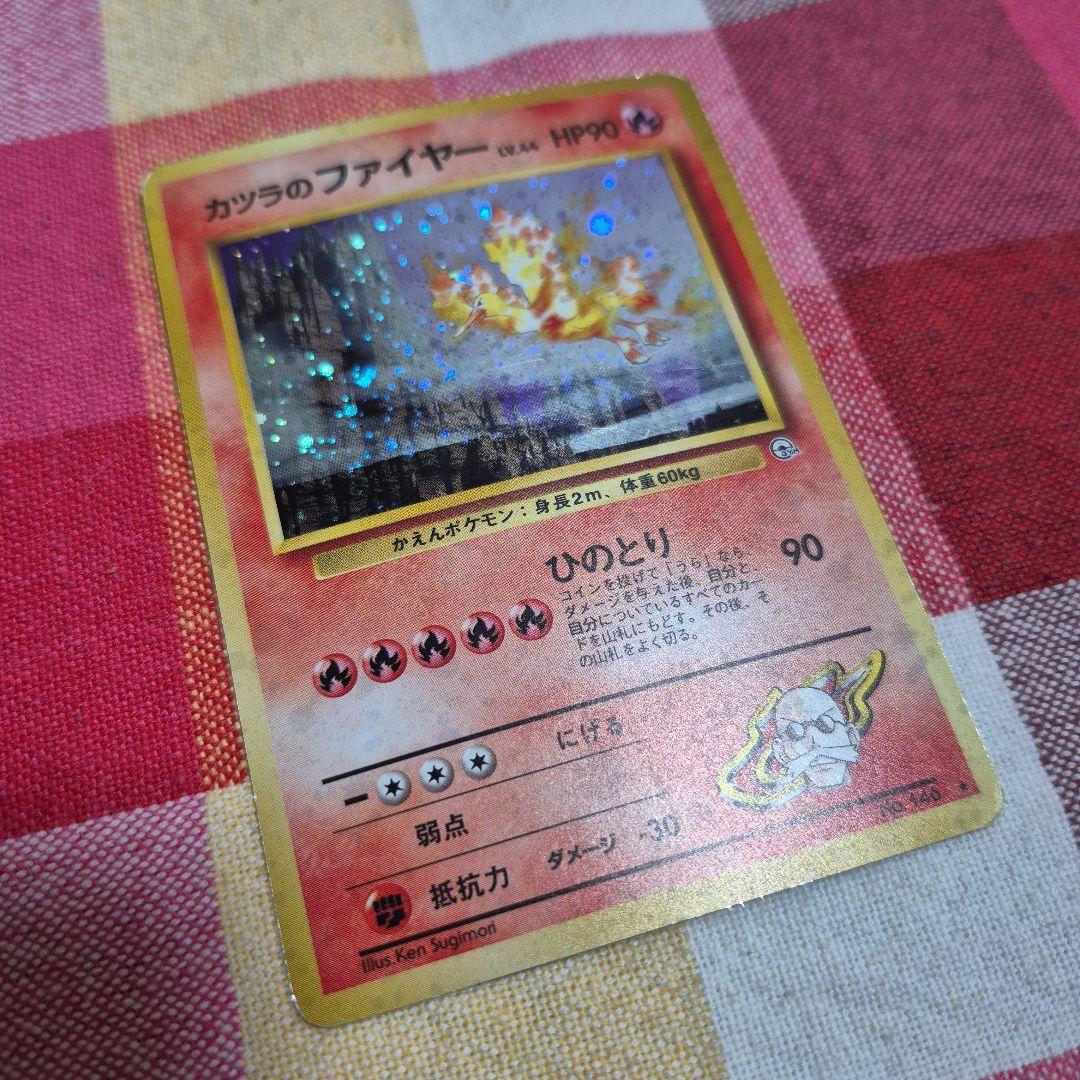 カツラのファイヤー LV.44 HP90
かえんポケモン：身長2m、体重60kg
ひのとり 90
コインを投げて「うら」なら
ダメージを与えた後、自分と、
自分についているすべてのカー
ドを山札にもどす。その後、そ
の山札をよく切る。
にげる
弱点
抵抗力 ダメージ -30
Illus. Ken Sugimori
No.146